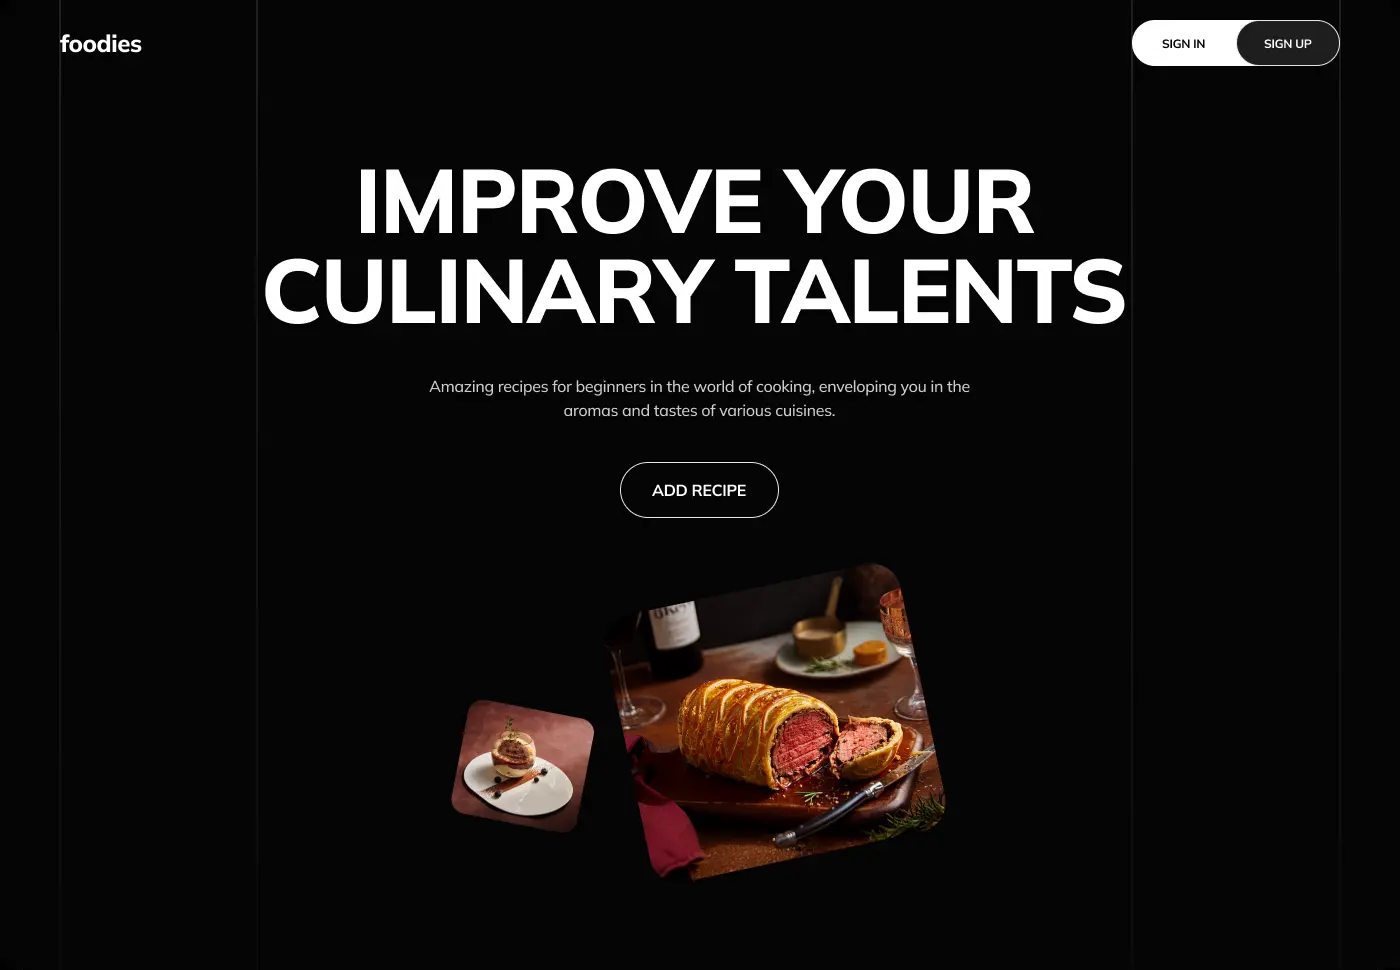 foodies
SIGN IN
SIGN UP
IMPROVE YOUR
CULINARY TALENTS
Amazing recipes for beginners in the world of cooking, enveloping you in the
aromas and tastes of various cuisines.
ADD RECIPE